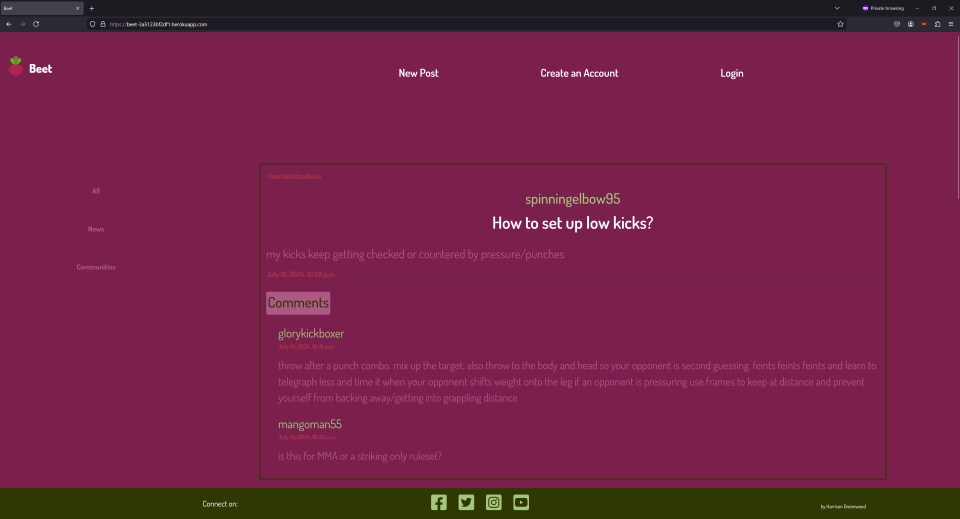 Beet
Private browning
https://beet-3a5123bf2df1.herokuapp.com
Beet
New Post
Create an Account
Login
All
News
Communities
/martialartsadvice
spinningelbow95
How to set up low kicks?
my kicks keep getting checked or countered by pressure/punches
July 10, 2024, 10:29 p.m.
Comments
glorykickboxer
July 10, 2024, 10:31 p.m.
throw after a punch combo. mix up the target, also throw to the body and head so your opponent is second guessing. feints feints feints and learn to
telegraph less and time it when your opponent shifts weight onto the leg if an opponent is pressuring use frames to keep at distance and prevent
yourself from backing away/getting into grappling distance
mangoman55
July 10, 2024, 10:33 p.m.
is this for MMA or a striking only ruleset?
Connect on:
by Harrison Greenwood